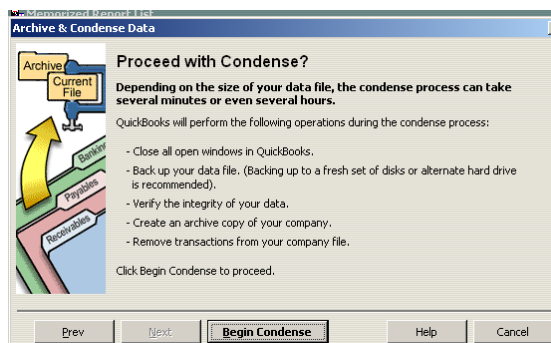 Memorized Report List
Archive & Condense Data
Archive
Current
File
Banking
Payables
Receivables
Proceed with Condense?
Depending on the size of your data file, the condense process can take
several minutes or even several hours.
QuickBooks will perform the following operations during the condense process:
- Close all open windows in QuickBooks.
- Back up your data file. (Backing up to a fresh set of disks or alternate hard drive
is recommended).
- Verify the integrity of your data.
- Create an archive copy of your company.
- Remove transactions from your company file.
Click Begin Condense to proceed.
Prev Next Begin Condense Help Cancel